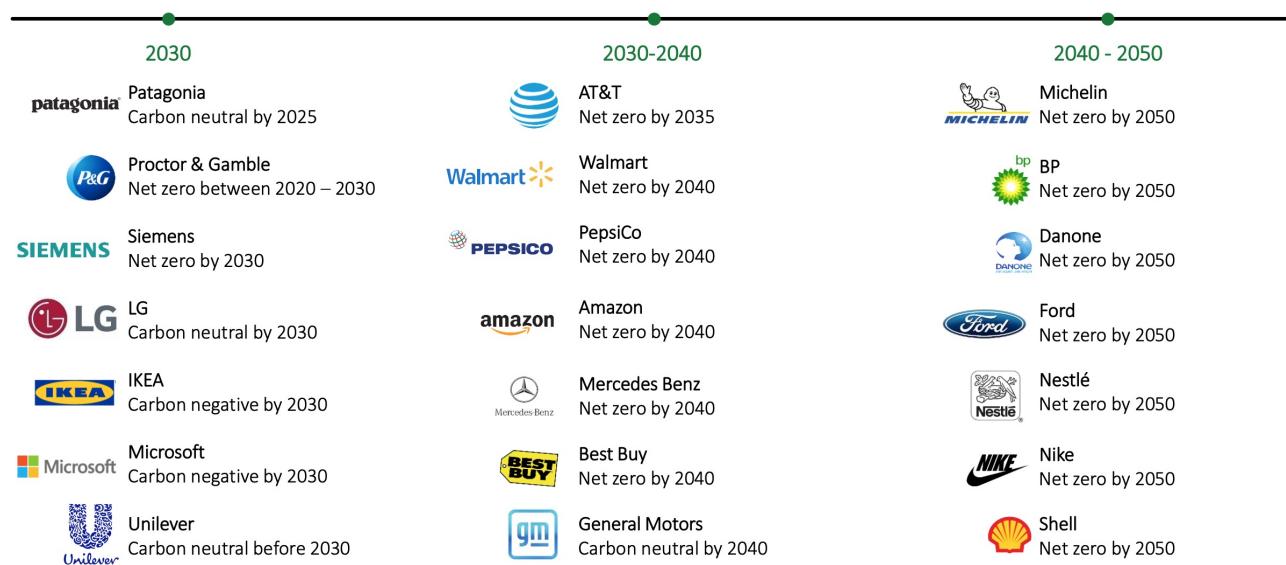 2030
patagonia
Patagonia
Carbon neutral by 2025
P&G
Proctor & Gamble
Net zero between 2020 – 2030
SIEMENS
Siemens
Net zero by 2030
LG
LG
Carbon neutral by 2030
IKEA
IKEA
Carbon negative by 2030
Microsoft
Microsoft
Carbon negative by 2030
Unilever
Unilever
Carbon neutral before 2030
2030-2040
AT&T
Net zero by 2035
Walmart
Walmart
Net zero by 2040
PEPSICO
PepsiCo
Net zero by 2040
amazon
Amazon
Net zero by 2040
Mercedes-Benz
Mercedes Benz
Net zero by 2040
BEST
BUY
Best Buy
Net zero by 2040
gm
General Motors
Carbon neutral by 2040
2040 - 2050
MICHELIN
Michelin
Net zero by 2050
bp
BP
Net zero by 2050
DANONE
Danone
Net zero by 2050
Ford
Ford
Net zero by 2050
Nestlé
Nestlé
Net zero by 2050
NIKE
Nike
Net zero by 2050
Shell
Net zero by 2050